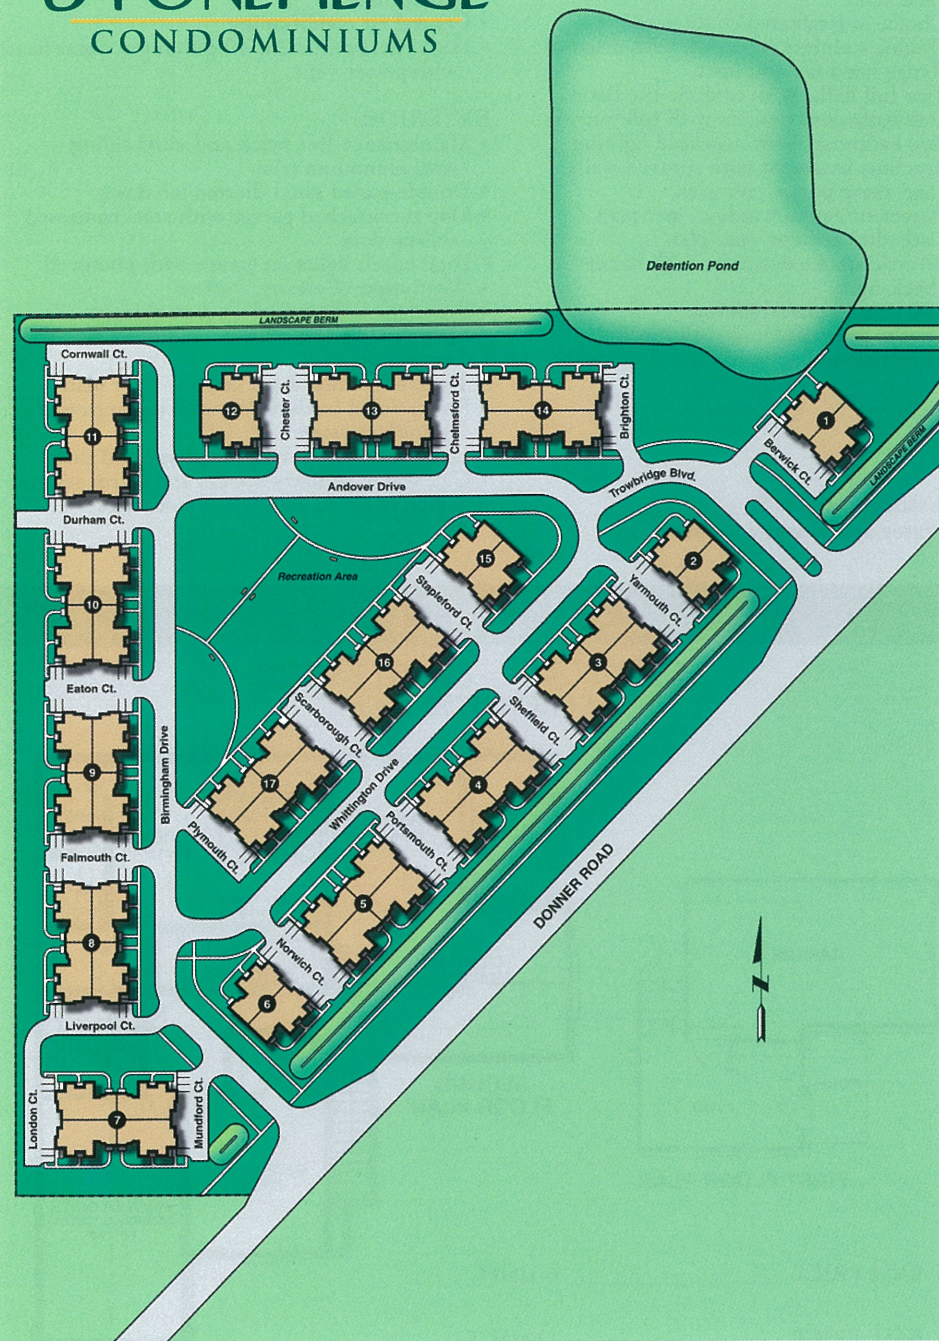 STONEHENGE
CONDOMINIUMS
Detention Pond
LANDSCAPE BERM
Cornwall Ct.
12
Chester Ct.
13
Chelmsford Ct.
14
Brighton Ct.
1
11
Berwick Ct.
LANDSCAPE BERM
Trowbridge Blvd.
Andover Drive
Durham Ct.
15
2
Recreation Area
Stapleford Ct.
Yarmouth Ct.
10
16
3
Eaton Ct.
Scarborough Ct.
Sheffield Ct.
Birmingham Drive
9
17
4
Whittington Drive
Plymouth Ct.
Portsmouth Ct.
Falmouth Ct.
DONNER ROAD
5
8
Norwich Ct.
N
6
Liverpool Ct.
London Ct.
7
Mundford Ct.